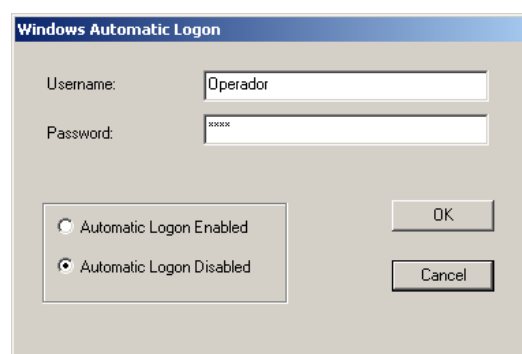 Windows Automatic Logon
Username: Operador
Password: ****
Automatic Logon Enabled
OK
Automatic Logon Disabled
Cancel